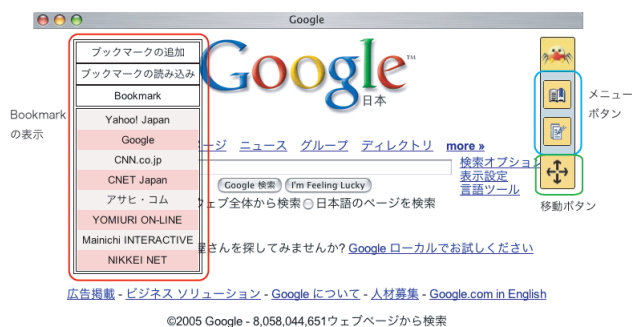 Google
ブックマークの追加
ブックマークの読み込み
Bookmark
Yahoo! Japan
Google
CNN.co.jp
CNET Japan
アサヒ・コム
YOMIURI ON-LINE
Mainichi INTERACTIVE
NIKKEI NET
Bookmark
の表示
Google™
日本
ージ ニュース グループ ディレクトリ more »
検索オプション
表示設定
言語ツール
Google 検索 I'm Feeling Lucky
ウェブ全体から検索 日本語のページを検索
屋さんを探してみませんか? Google ローカルでお試しください
広告掲載 - ビジネス ソリューション - Google について - 人材募集 - Google.com in English
©2005 Google - 8,058,044,651ウェブページから検索
メニュー
ボタン
移動ボタン